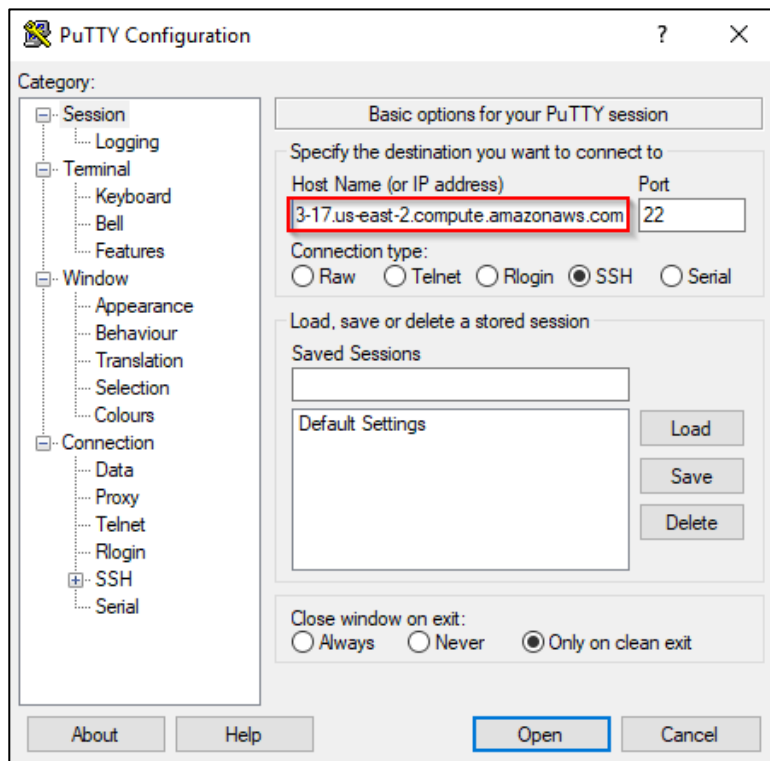 PuTTY Configuration ? ×
Category:
Session
Logging
Terminal
Keyboard
Bell
Features
Window
Appearance
Behaviour
Translation
Selection
Colours
Connection
Data
Proxy
Telnet
Rlogin
SSH
Serial
Basic options for your PuTTY session
Specify the destination you want to connect to
Host Name (or IP address) Port
3-17.us-east-2.compute.amazonaws.com 22
Connection type:
Raw Telnet Rlogin SSH Serial
Load, save or delete a stored session
Saved Sessions
Default Settings
Load
Save
Delete
Close window on exit:
Always Never Only on clean exit
About Help Open Cancel